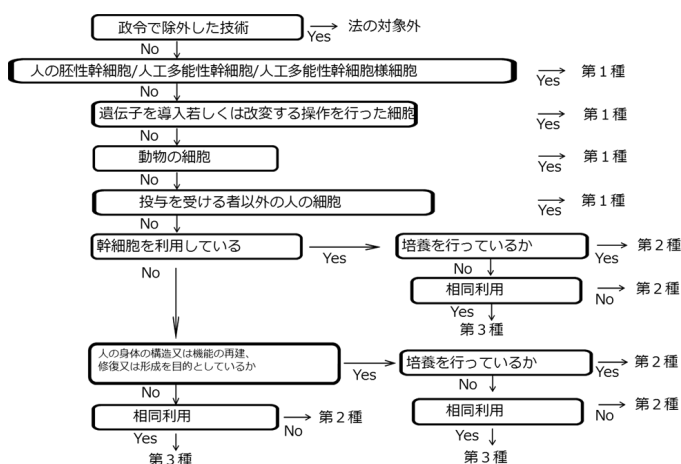 政令で除外した技術
Yes
法の対象外
No
人の胚性幹細胞/人工多能性幹細胞/人工多能性幹細胞様細胞
Yes
第1種
No
遺伝子を導入若しくは改変する操作を行った細胞
Yes
第1種
No
動物の細胞
Yes
第1種
No
投与を受ける者以外の人の細胞
Yes
第1種
No
幹細胞を利用している
Yes
培養を行っているか
Yes
第2種
No
No
相同利用
No
第2種
Yes
第3種
人の身体の構造又は機能の再建、
修復又は形成を目的としているか
Yes
培養を行っているか
Yes
第2種
No
No
相同利用
No
第2種
相同利用
No
第2種
Yes
第3種
Yes
第3種